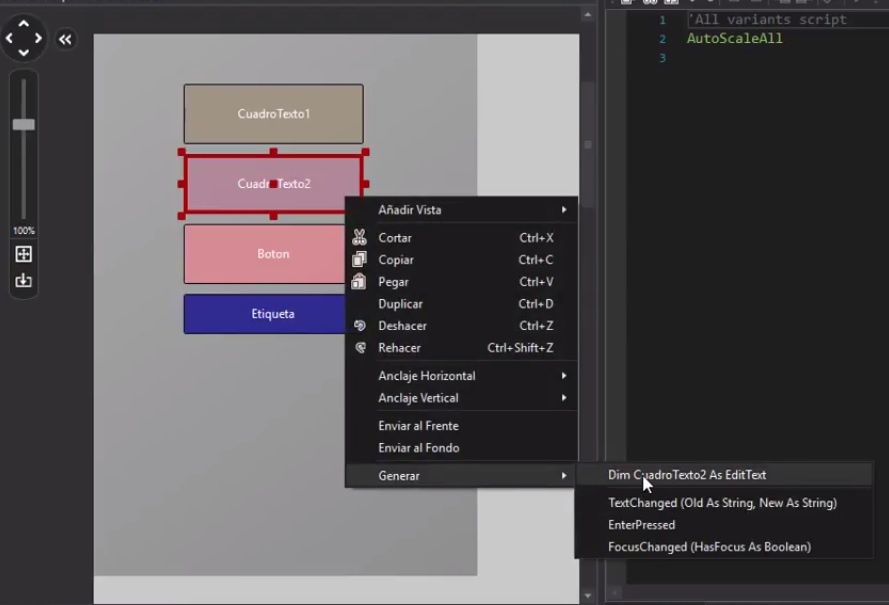 1 'All variants script
2 AutoScaleAll
3
CuadroTexto1
CuadroTexto2
100%
Boton
Etiqueta
Añadir Vista
Cortar Ctrl+X
Copiar Ctrl+C
Pegar Ctrl+V
Duplicar Ctrl+D
Deshacer Ctrl+Z
Rehacer Ctrl+Shift+Z
Anclaje Horizontal
Anclaje Vertical
Enviar al Frente
Enviar al Fondo
Generar
Dim CuadroTexto2 As EditText
TextChanged (Old As String, New As String)
EnterPressed
FocusChanged (HasFocus As Boolean)